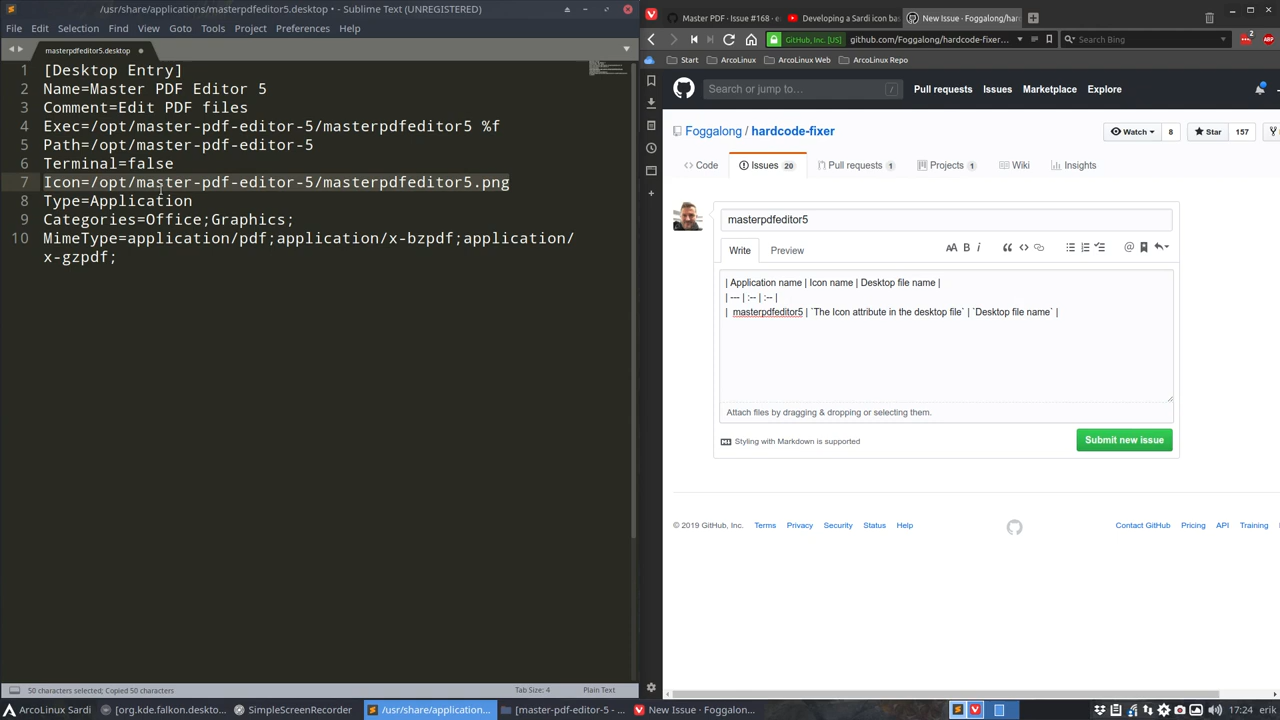 /usr/share/applications/masterpdfeditor5.desktop • - Sublime Text (UNREGISTERED)
File Edit Selection Find View Goto Tools Project Preferences Help
masterpdfeditor5.desktop
1 [Desktop Entry]
2 Name=Master PDF Editor 5
3 Comment=Edit PDF files
4 Exec=/opt/master-pdf-editor-5/masterpdfeditor5 %f
5 Path=/opt/master-pdf-editor-5
6 Terminal=false
7 Icon=/opt/master-pdf-editor-5/masterpdfeditor5.png
8 Type=Application
9 Categories=Office;Graphics;
10 MimeType=application/pdf;application/x-bzpdf;application/
x-gzpdf;
50 characters selected; Copied 50 characters Tab Size: 4 Plain Text
Master PDF · Issue #168 · e
Developing a Sardi icon bas
New Issue · Foggalong/hard
GitHub, Inc. [US] github.com/Foggalong/hardcode-fixer... Search Bing 2 ABP
Start ArcoLinux ArcoLinux Web ArcoLinux Repo
Search or jump to... / Pull requests Issues Marketplace Explore
Foggalong / hardcode-fixer Watch 8 Star 157
Code Issues 20 Pull requests 1 Projects 1 Wiki Insights
masterpdfeditor5
Write Preview AA B i
| Application name | Icon name | Desktop file name |
| --- | :-- | :-- |
| masterpdfeditor5 | `The Icon attribute in the desktop file` | `Desktop file name` |
Attach files by dragging & dropping or selecting them.
Styling with Markdown is supported Submit new issue
© 2019 GitHub, Inc. Terms Privacy Security Status Help Contact GitHub Pricing API Training
ArcoLinux Sardi [org.kde.falkon.deskto... SimpleScreenRecorder /usr/share/application... [master-pdf-editor-5 - ... New Issue · Foggalon... 17:24 erik